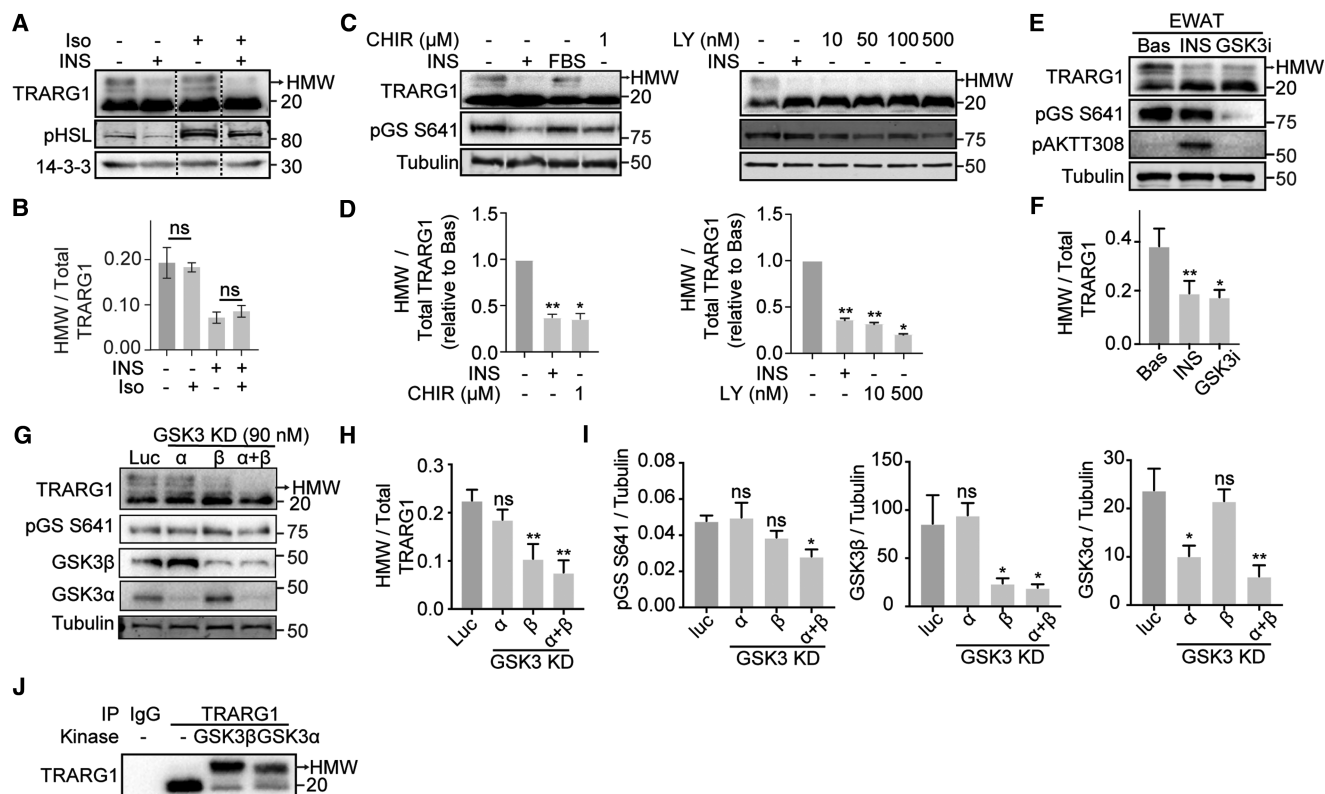 A
Iso - - + +
INS - + - +
TRARG1
HMW
20
pHSL
80
14-3-3
30
B
HMW / Total
TRARG1
0.20
0.10
0.00
ns
ns
INS - - + +
Iso - + - +
C
CHIR (µM) - - - 1
INS - + FBS -
TRARG1
HMW
20
pGS S641
75
Tubulin
50
LY (nM) - - 10 50 100 500
INS - +
HMW
20
75
50
D
HMW /
Total TRARG1
(relative to Bas)
1.5
1.0
0.5
0.0
** *
INS - + -
CHIR (µM) - - 1
HMW /
Total TRARG1
(relative to Bas)
1.5
1.0
0.5
0.0
** ** *
INS - + - -
LY (nM) - - 10 500
E
EWAT
Bas INS GSK3i
TRARG1
HMW
20
pGS S641
75
pAKTT308
50
Tubulin
50
F
HMW / Total
TRARG1
0.4
0.2
0.0
** *
Bas INS GSK3i
G
GSK3 KD (90 nM)
Luc α β α+β
TRARG1
HMW
20
pGS S641
75
GSK3β
50
GSK3α
50
Tubulin
50
H
HMW / Total
TRARG1
0.3
0.2
0.1
0.0
ns ** **
Luc α β α+β
GSK3 KD
I
pGS S641 / Tubulin
0.08
0.06
0.04
0.02
0.00
ns ns *
luc α β α+β
GSK3 KD
GSK3β / Tubulin
150
100
50
0
ns * *
luc α β α+β
GSK3 KD
GSK3α / Tubulin
30
20
10
0
* ns **
luc α β α+β
GSK3 KD
J
IP IgG TRARG1
Kinase - - GSK3βGSK3α
TRARG1
HMW
20